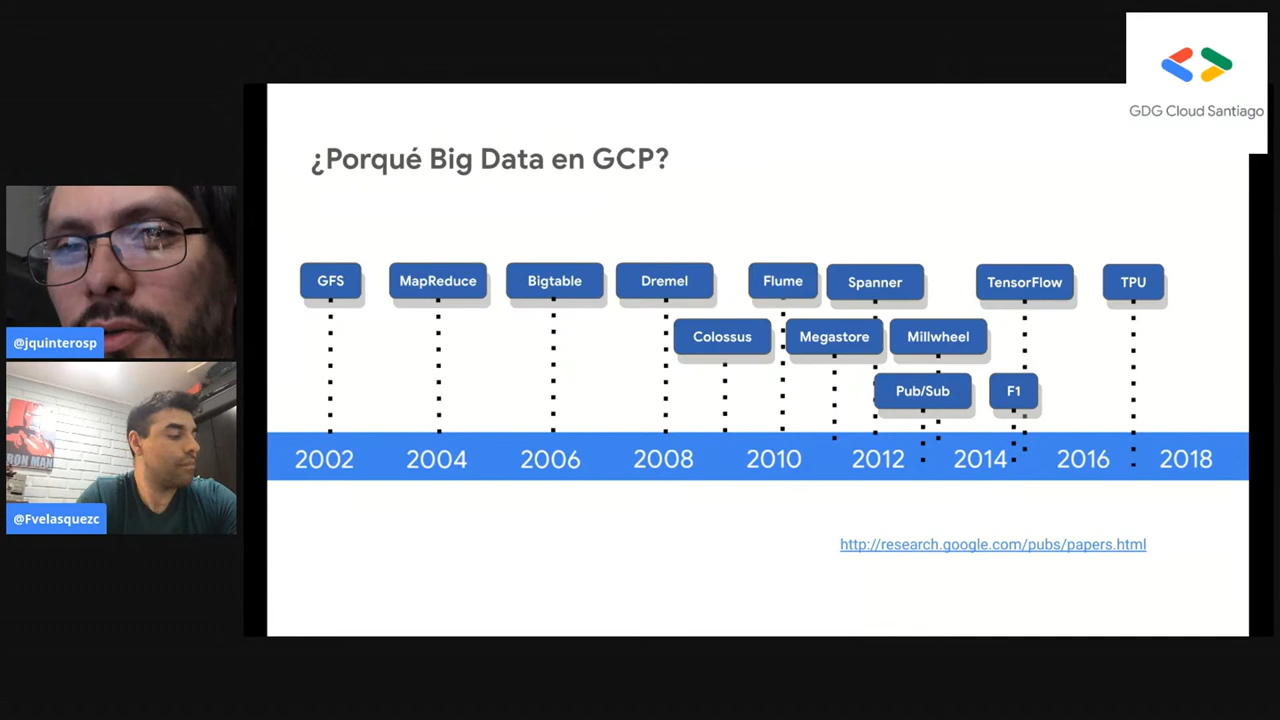 GDG Cloud Santiago
¿Porqué Big Data en GCP?
GFS
MapReduce
Bigtable
Dremel
Flume
Spanner
TensorFlow
TPU
Colossus
Megastore
Millwheel
Pub/Sub
F1
2002
2004
2006
2008
2010
2012
2014
2016
2018
http://research.google.com/pubs/papers.html
@jquinterosp
IRON MAN
@Fvelasquezc